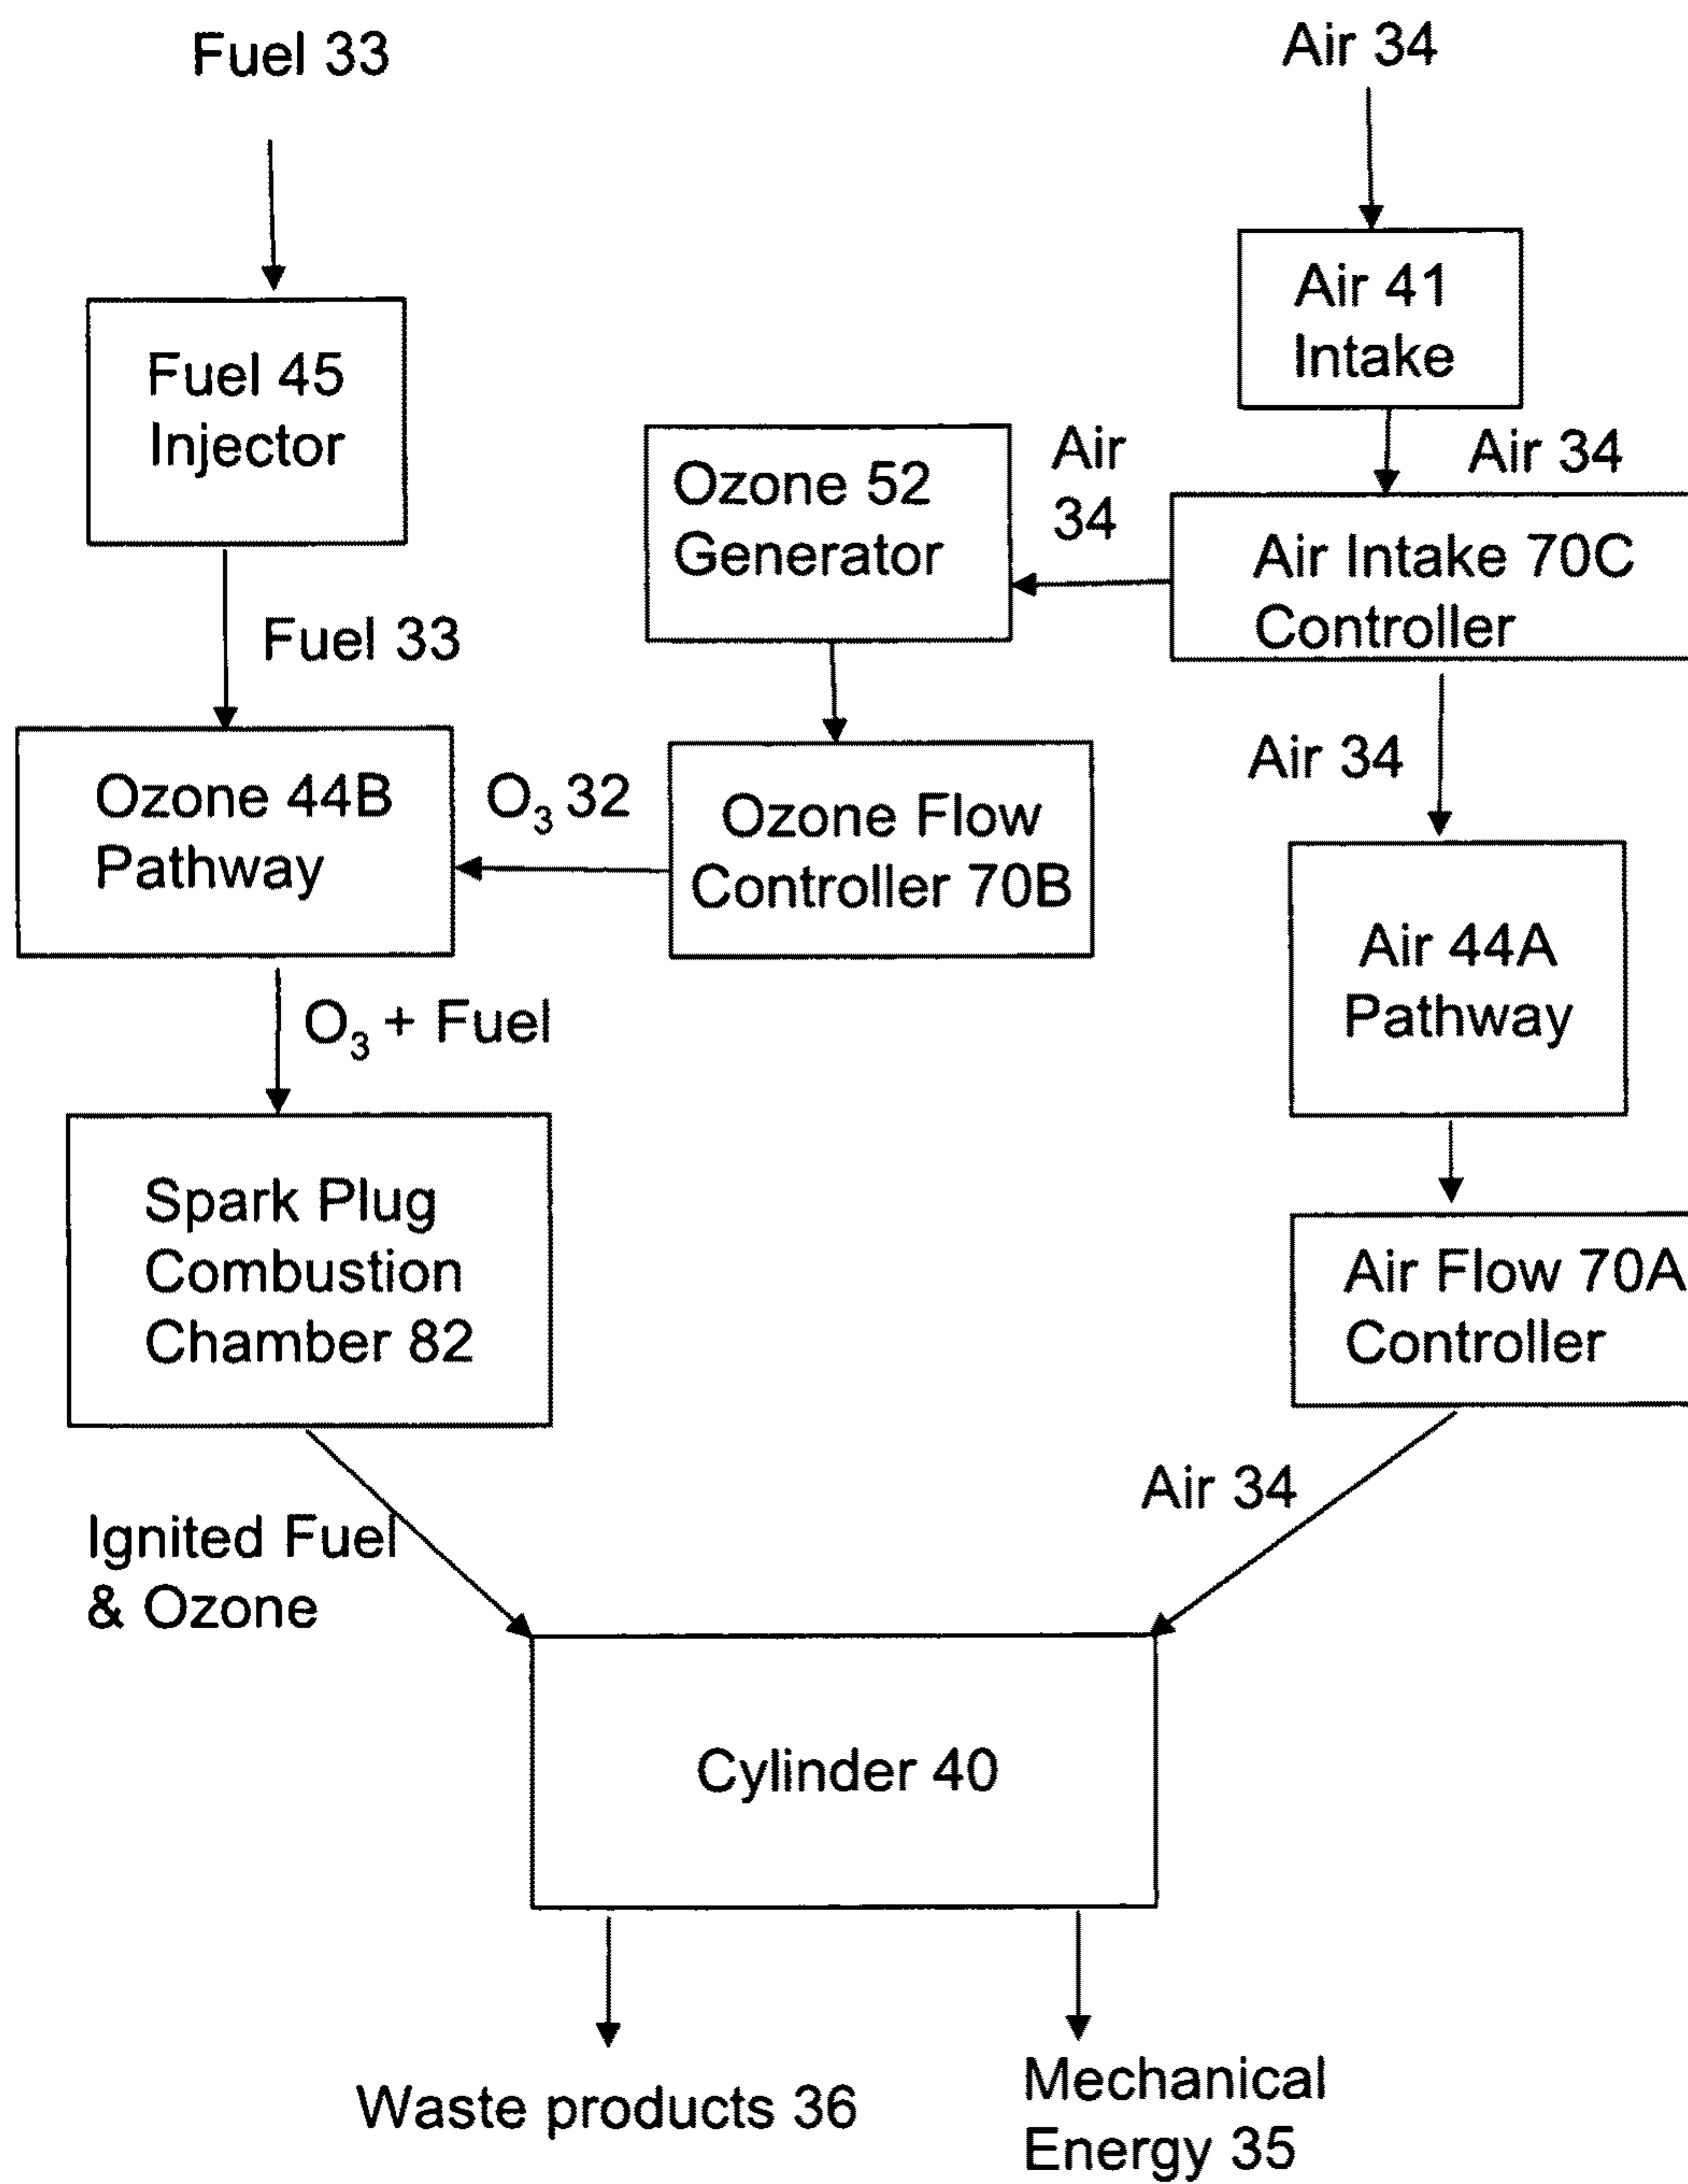 Fuel 33
Air 34
Air 41
Intake
Fuel 45
Injector
Air 34
Air
34
Ozone 52
Generator
Air Intake 70C
Controller
Fuel 33
Air 34
Ozone 44B
Pathway
O₃ 32
Ozone Flow
Controller 70B
Air 44A
Pathway
O₃ + Fuel
Spark Plug
Combustion
Chamber 82
Air Flow 70A
Controller
Ignited Fuel
& Ozone
Air 34
Cylinder 40
Waste products 36
Mechanical
Energy 35